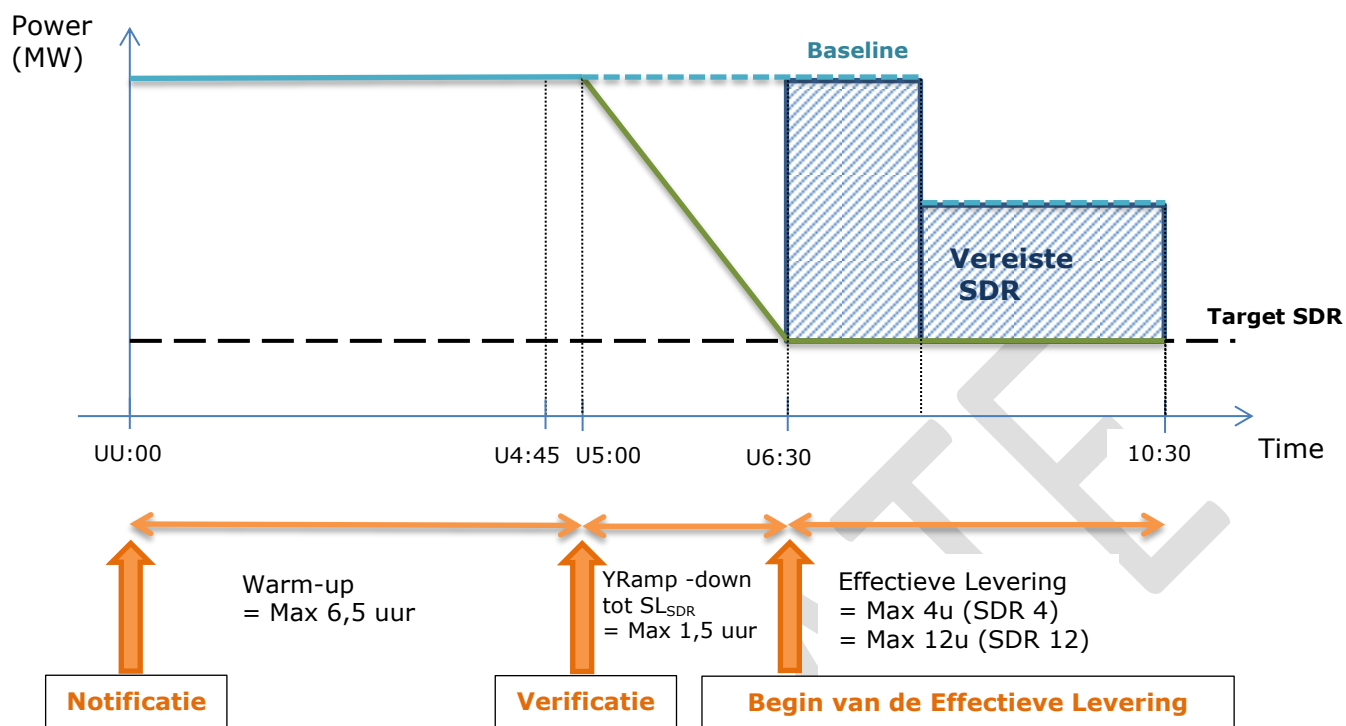 Power
(MW)
Baseline
Vereiste
SDR
Target SDR
UU:00
U4:45
U5:00
U6:30
10:30
Time
Warm-up
= Max 6,5 uur
YRamp -down
tot SLSDR
= Max 1,5 uur
Effectieve Levering
= Max 4u (SDR 4)
= Max 12u (SDR 12)
Notificatie
Verificatie
Begin van de Effectieve Levering